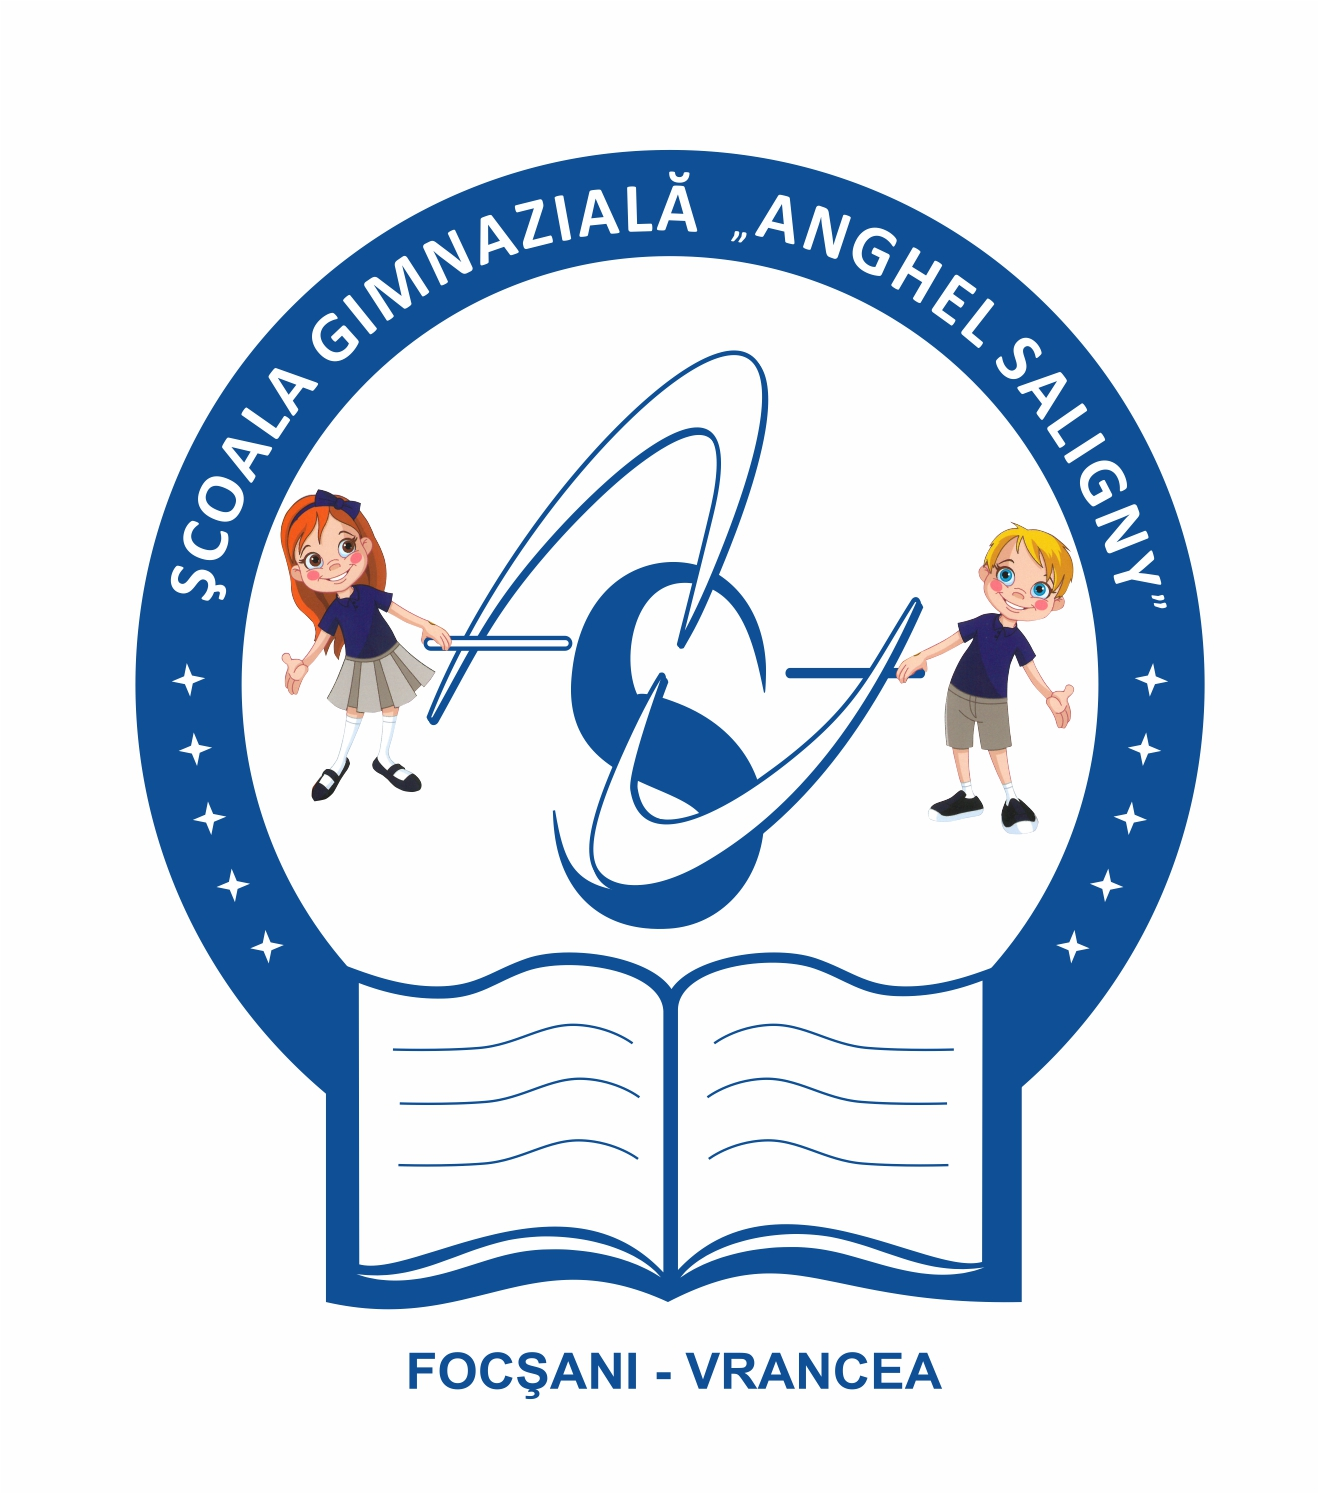 ŞCOALA GIMNAZIALĂ „ANGHEL SALIGNY”
FOCŞANI - VRANCEA